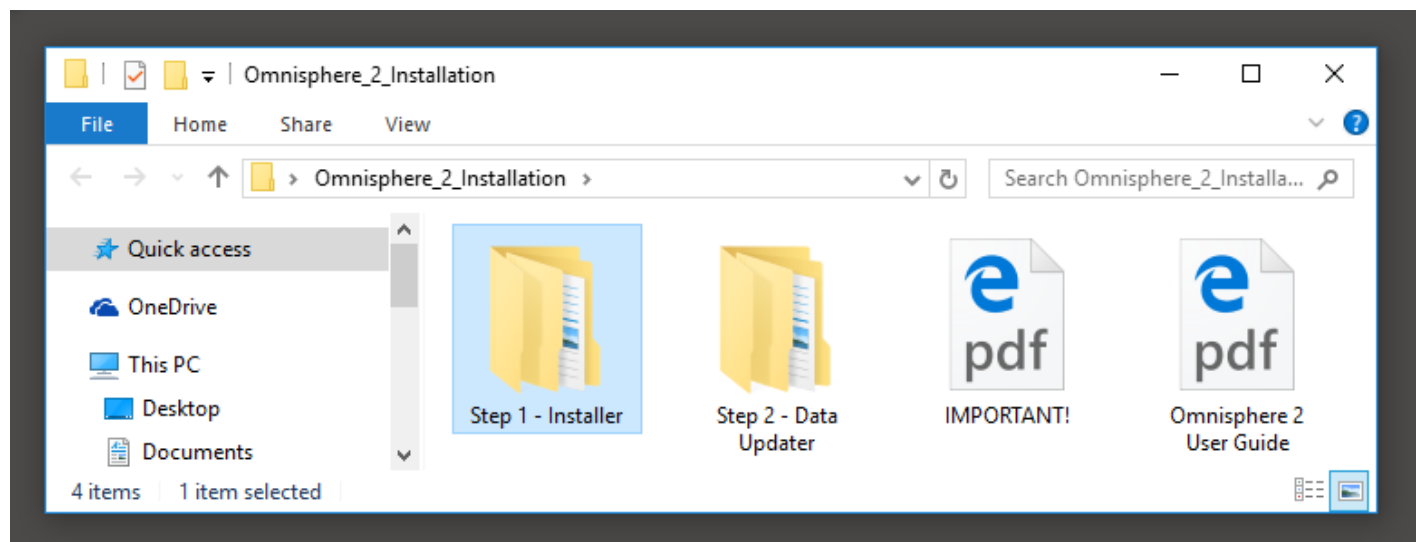 Omnisphere_2_Installation
File Home Share View
Omnisphere_2_Installation
Search Omnisphere_2_Installa...
Quick access
OneDrive
This PC
Desktop
Documents
pdf
pdf
Step 1 - Installer
Step 2 - Data
Updater
IMPORTANT!
Omnisphere 2
User Guide
4 items 1 item selected